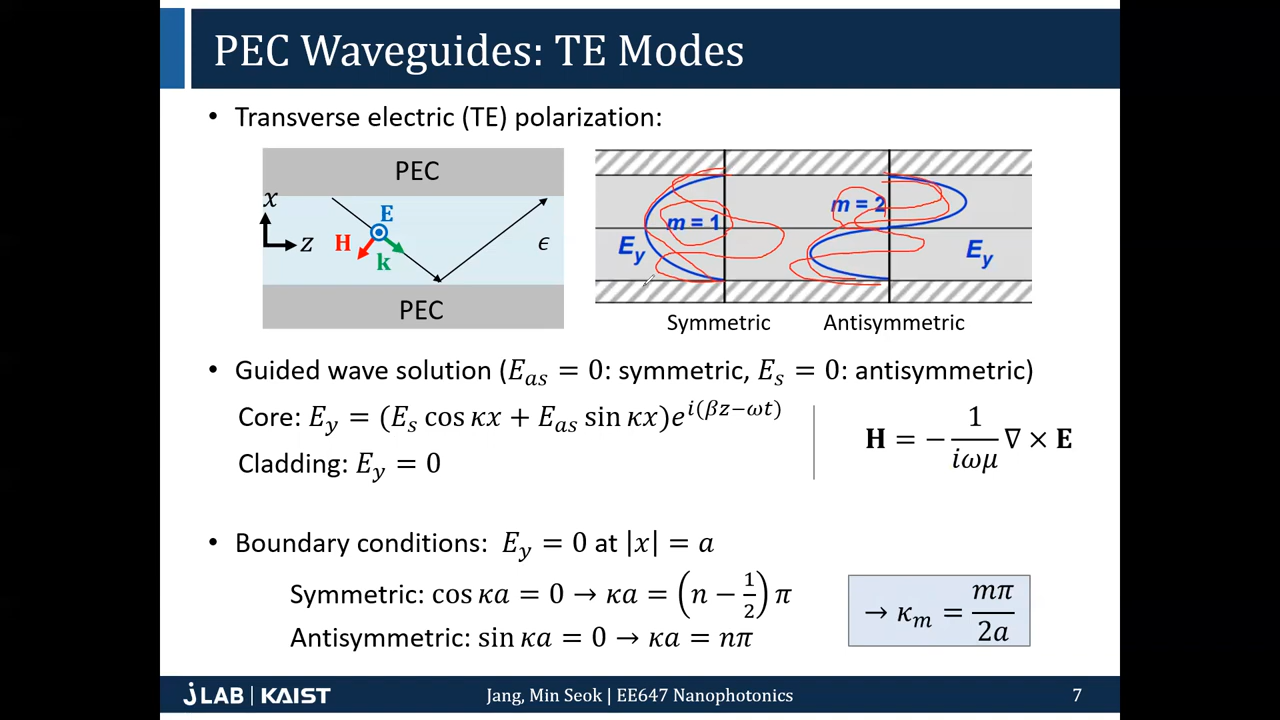 PEC Waveguides: TE Modes
• Transverse electric (TE) polarization:
PEC
x
z
E
H
k
ϵ
PEC
m = 1
E_y
m = 2
E_y
Symmetric
Antisymmetric
• Guided wave solution (E_as = 0: symmetric, E_s = 0: antisymmetric)
Core: E_y = (E_s cos κx + E_as sin κx)e^{i(βz−ωt)}
Cladding: E_y = 0
H = − \frac{1}{iωμ} ∇ × E
• Boundary conditions: E_y = 0 at |x| = a
Symmetric: cos κa = 0 → κa = (n − \frac{1}{2}) π
Antisymmetric: sin κa = 0 → κa = nπ
→ κ_m = \frac{mπ}{2a}
jLAB | KAIST
Jang, Min Seok | EE647 Nanophotonics
7